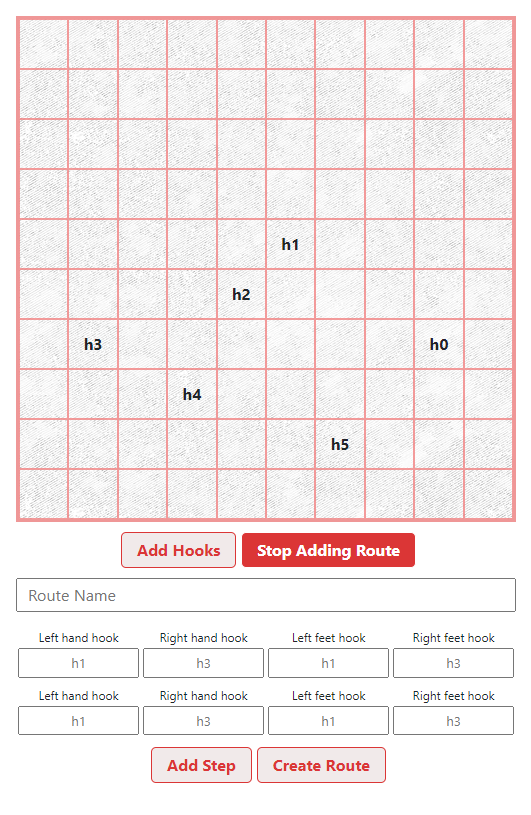 h1
h2
h3 h0
h4
h5
Add Hooks Stop Adding Route
Route Name
Left hand hook Right hand hook Left feet hook Right feet hook
h1 h3 h1 h3
Left hand hook Right hand hook Left feet hook Right feet hook
h1 h3 h1 h3
Add Step Create Route